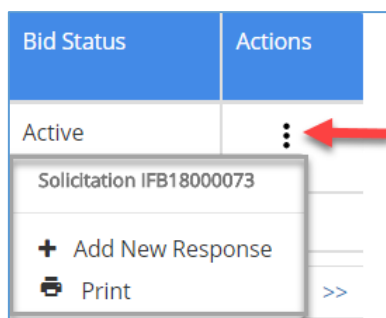 Bid Status Actions
Active
Solicitation IFB18000073
+ Add New Response
Print >>